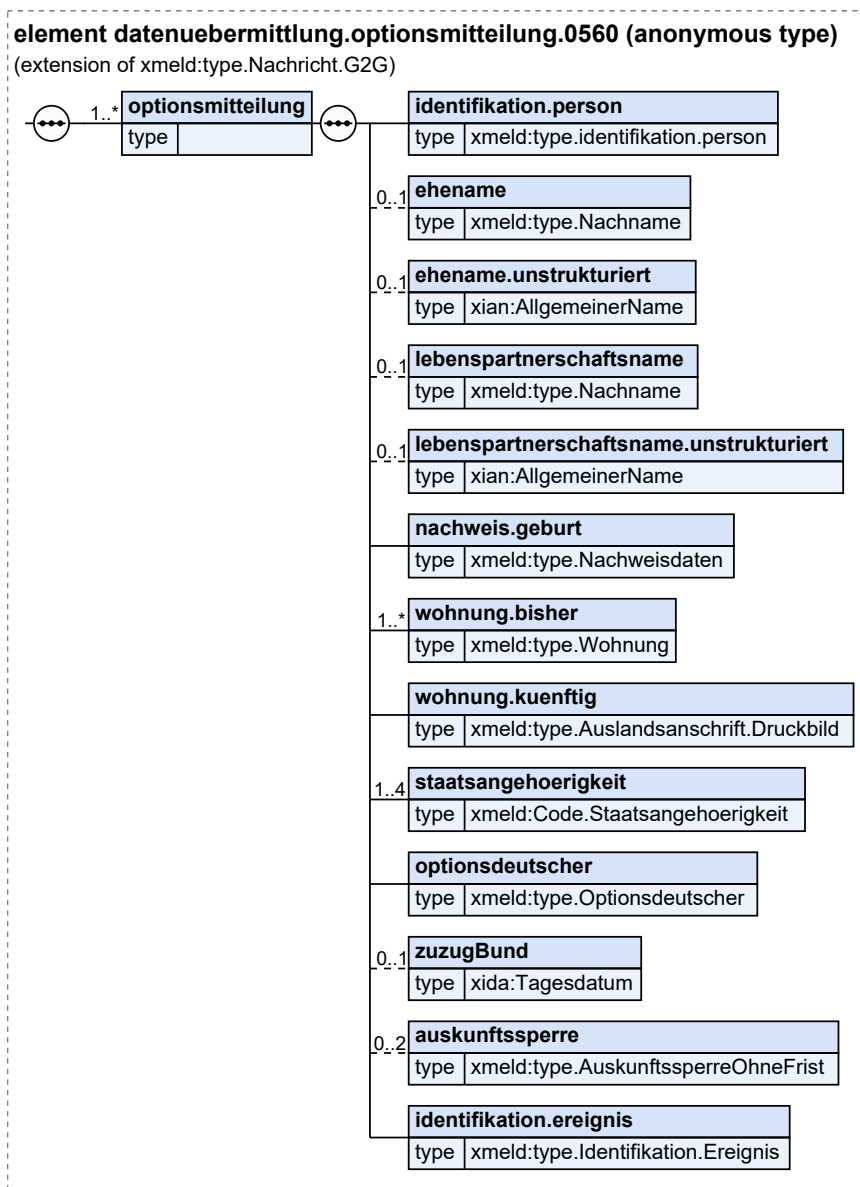 element datenuebermittlung.optionsmitteilung.0560 (anonymous type)
(extension of xmeld:type.Nachricht.G2G)
1..* optionsmitteilung
type
identifikation.person
type xmeld:type.identifikation.person
0..1 ehename
type xmeld:type.Nachname
0..1 ehename.unstrukturiert
type xian:AllgemeinerName
0..1 lebenspartnerschaftsname
type xmeld:type.Nachname
0..1 lebenspartnerschaftsname.unstrukturiert
type xian:AllgemeinerName
nachweis.geburt
type xmeld:type.Nachweisdaten
1..* wohnung.bisher
type xmeld:type.Wohnung
wohnung.kuenftig
type xmeld:type.Auslandsanschrift.Druckbild
1..4 staatsangehoerigkeit
type xmeld:Code.Staatsangehoerigkeit
optionsdeutscher
type xmeld:type.Optionsdeutscher
0..1 zuzugBund
type xida:Tagesdatum
0..2 auskunftssperre
type xmeld:type.AuskunftssperreOhneFrist
identifikation.ereignis
type xmeld:type.Identifikation.Ereignis